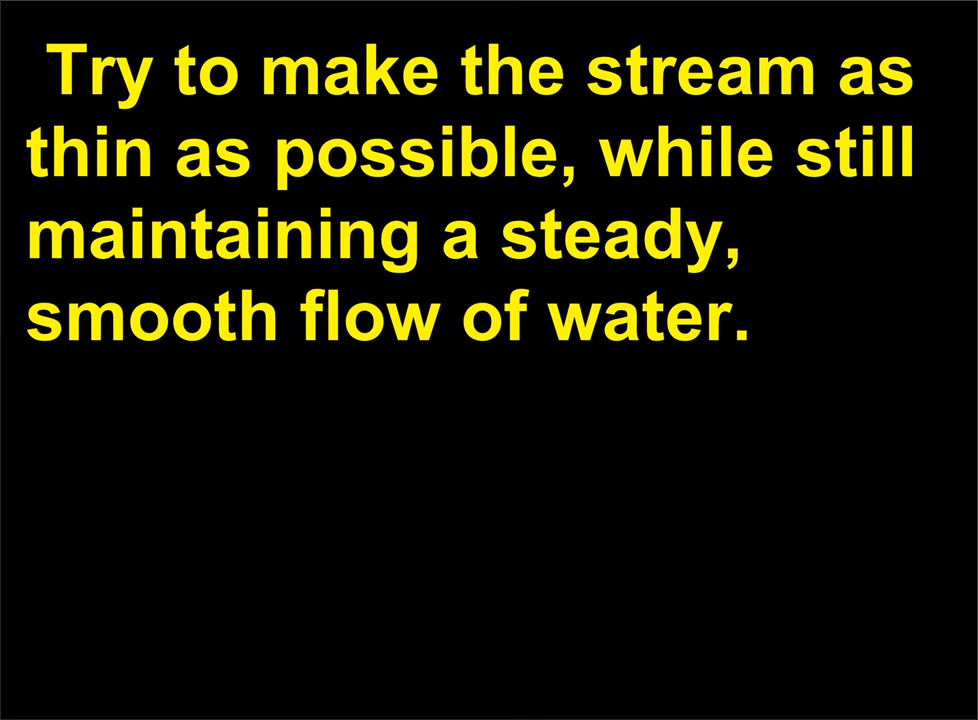 Try to make the stream as
thin as possible, while still
maintaining a steady,
smooth flow of water.